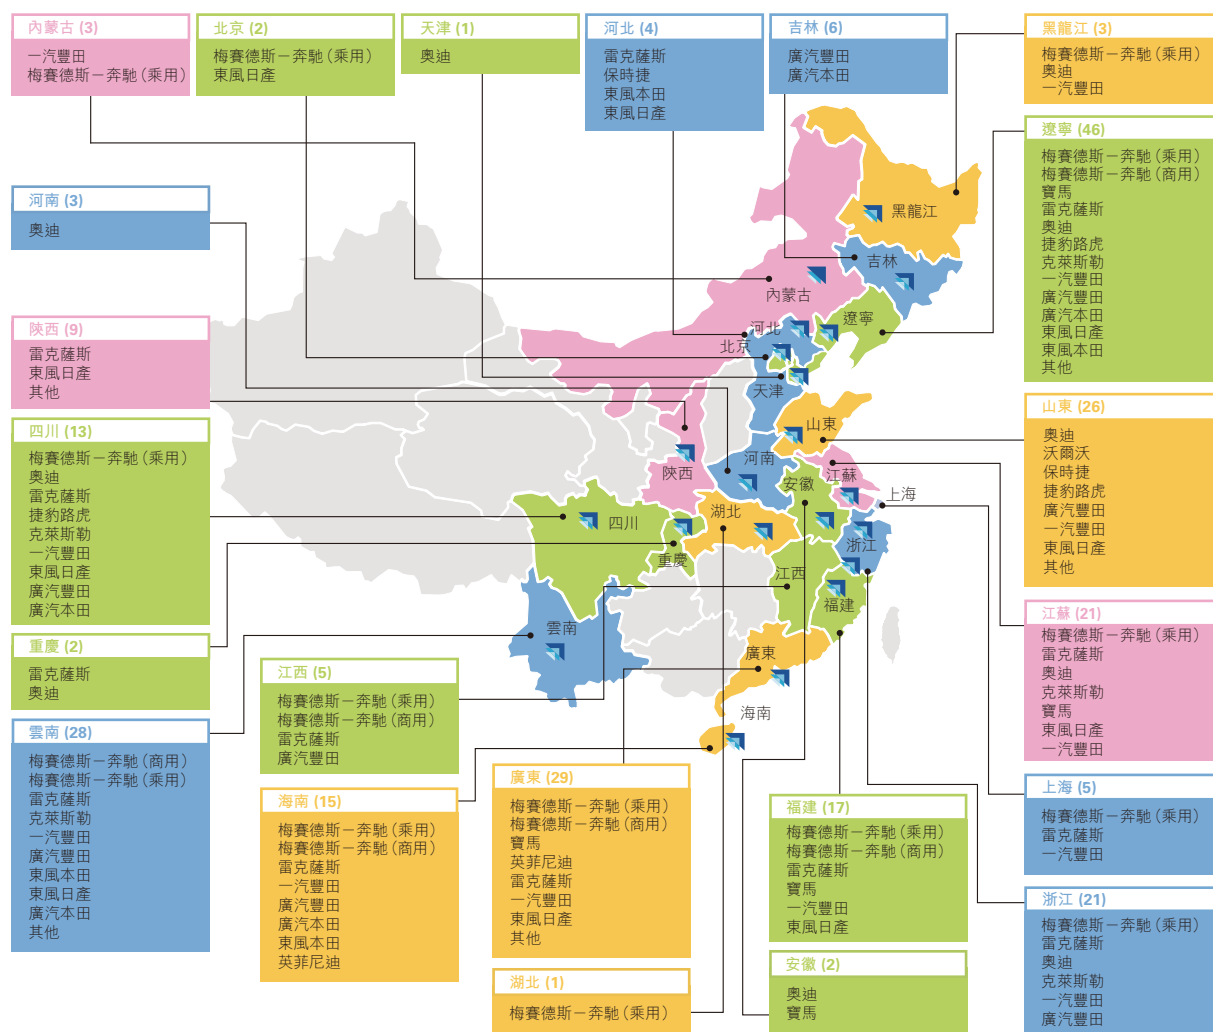 內蒙古 (3)
一汽豐田
梅賽德斯－奔馳（乘用）
北京 (2)
梅賽德斯－奔馳（乘用）
東風日產
天津 (1)
奧迪
河北 (4)
雷克薩斯
保時捷
東風本田
東風日產
吉林 (6)
廣汽豐田
廣汽本田
黑龍江 (3)
梅賽德斯－奔馳（乘用）
奧迪
一汽豐田
遼寧 (46)
梅賽德斯－奔馳（乘用）
梅賽德斯－奔馳（商用）
寶馬
雷克薩斯
奧迪
捷豹路虎
克萊斯勒
一汽豐田
廣汽豐田
廣汽本田
東風日產
東風本田
其他
河南 (3)
奧迪
陝西 (9)
雷克薩斯
東風日產
其他
四川 (13)
梅賽德斯－奔馳（乘用）
奧迪
雷克薩斯
捷豹路虎
克萊斯勒
一汽豐田
東風日產
廣汽豐田
廣汽本田
重慶 (2)
雷克薩斯
奧迪
雲南 (28)
梅賽德斯－奔馳（商用）
梅賽德斯－奔馳（乘用）
雷克薩斯
克萊斯勒
一汽豐田
廣汽豐田
東風本田
東風日產
廣汽本田
其他
黑龍江
吉林
內蒙古
遼寧
河北
北京
天津
山東
河南
陝西
江蘇
安徽
上海
湖北
四川
浙江
重慶
江西
福建
雲南
廣東
海南
山東 (26)
奧迪
沃爾沃
保時捷
捷豹路虎
廣汽豐田
一汽豐田
東風日產
其他
江蘇 (21)
梅賽德斯－奔馳（乘用）
雷克薩斯
奧迪
克萊斯勒
寶馬
東風日產
一汽豐田
江西 (5)
梅賽德斯－奔馳（乘用）
梅賽德斯－奔馳（商用）
雷克薩斯
廣汽豐田
海南 (15)
梅賽德斯－奔馳（乘用）
梅賽德斯－奔馳（商用）
雷克薩斯
一汽豐田
廣汽豐田
廣汽本田
東風本田
英菲尼迪
廣東 (29)
梅賽德斯－奔馳（乘用）
梅賽德斯－奔馳（商用）
寶馬
英菲尼迪
雷克薩斯
一汽豐田
東風日產
其他
湖北 (1)
梅賽德斯－奔馳（乘用）
福建 (17)
梅賽德斯－奔馳（乘用）
梅賽德斯－奔馳（商用）
雷克薩斯
寶馬
一汽豐田
東風日產
安徽 (2)
奧迪
寶馬
上海 (5)
梅賽德斯－奔馳（乘用）
雷克薩斯
一汽豐田
浙江 (21)
梅賽德斯－奔馳（乘用）
雷克薩斯
奧迪
克萊斯勒
一汽豐田
廣汽豐田